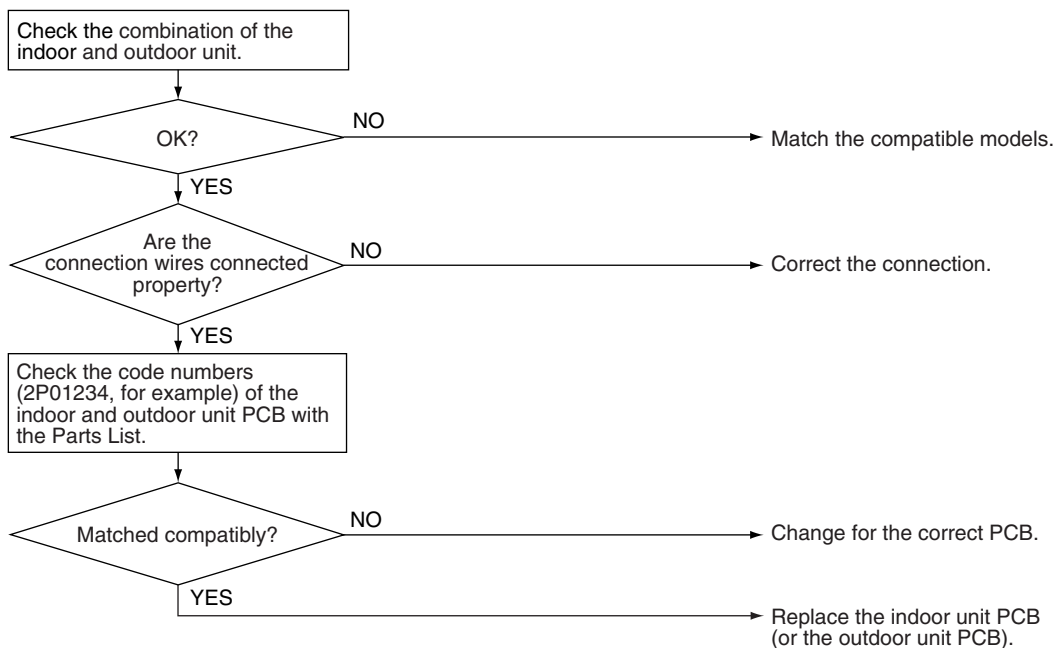 Check the combination of the
indoor and outdoor unit.
OK?
NO
Match the compatible models.
YES
Are the
connection wires connected
property?
NO
Correct the connection.
YES
Check the code numbers
(2P01234, for example) of the
indoor and outdoor unit PCB with
the Parts List.
Matched compatibly?
NO
Change for the correct PCB.
YES
Replace the indoor unit PCB
(or the outdoor unit PCB).